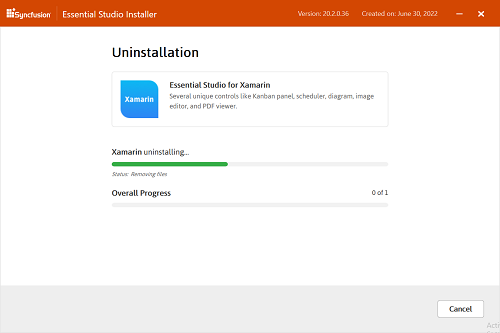 Syncfusion Essential Studio Installer Version: 20.2.0.36 Created on: June 30, 2022
Uninstallation
Xamarin
Essential Studio for Xamarin
Several unique controls like Kanban panel, scheduler, diagram, image
editor, and PDF viewer.
Xamarin uninstalling...
Status: Removing files
Overall Progress 0 of 1
Cancel
Acti